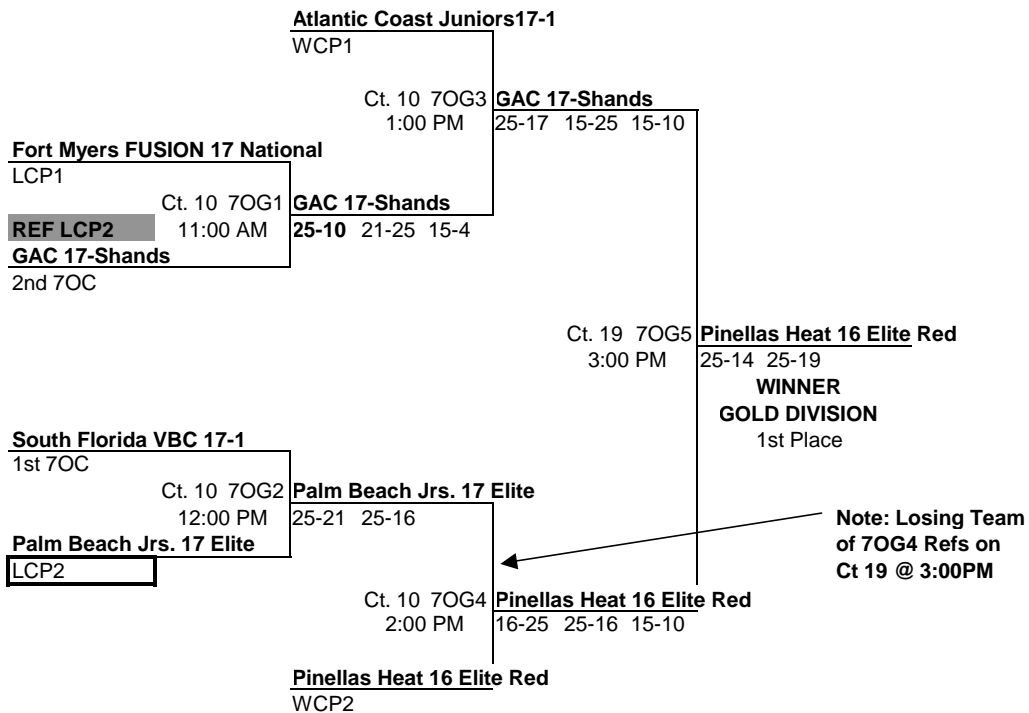 Atlantic Coast Juniors17-1
WCP1
Ct. 10 7OG3 GAC 17-Shands
1:00 PM 25-17 15-25 15-10
Fort Myers FUSION 17 National
LCP1
Ct. 10 7OG1 GAC 17-Shands
REF LCP2 11:00 AM 25-10 21-25 15-4
GAC 17-Shands
2nd 7OC
Ct. 19 7OG5 Pinellas Heat 16 Elite Red
3:00 PM 25-14 25-19
WINNER
GOLD DIVISION
1st Place
South Florida VBC 17-1
1st 7OC
Ct. 10 7OG2 Palm Beach Jrs. 17 Elite
12:00 PM 25-21 25-16
Palm Beach Jrs. 17 Elite
LCP2
Note: Losing Team
of 7OG4 Refs on
Ct 19 @ 3:00PM
Ct. 10 7OG4 Pinellas Heat 16 Elite Red
2:00 PM 16-25 25-16 15-10
Pinellas Heat 16 Elite Red
WCP2